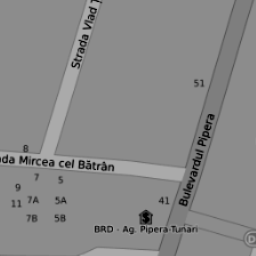 Strada Vlad
51
Bulevardul Pipera
8
ada Mircea cel Bătrân
7 5
9
11 7A 5A 41
7B 5B
BRD - Ag. Pipera-Tunari